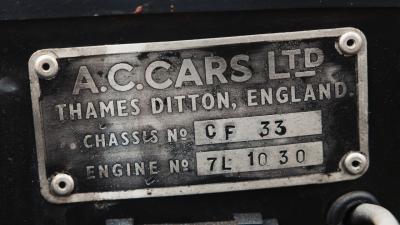 A.C. CARS LTD
THAMES DITTON, ENGLAND.
CHASSIS No CF 33
ENGINE No 7L 1030